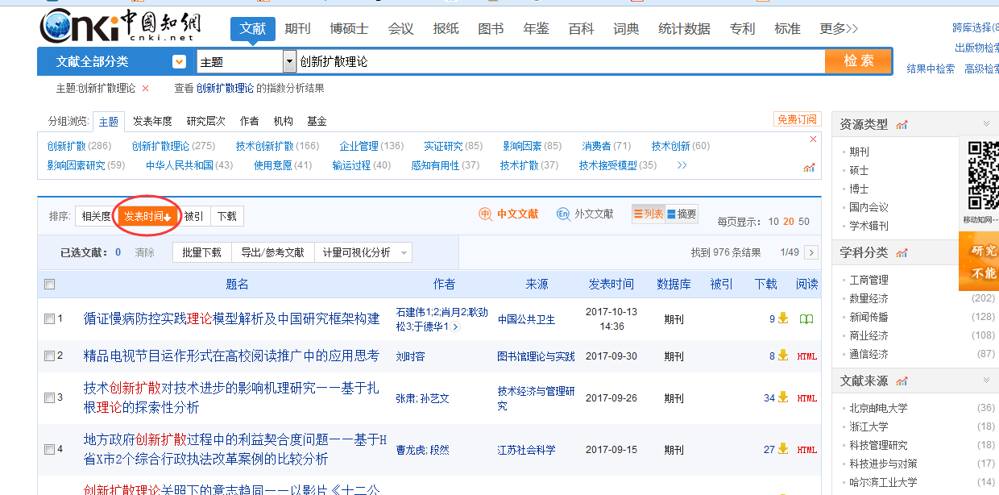 cnki中国知网
cnki.net
文献 期刊 博硕士 会议 报纸 图书 年鉴 百科 词典 统计数据 专利 标准 更多>>
跨库选择(8
出版物检索
文献全部分类 主题 创新扩散理论 检索
结果中检索 高级检索
主题:创新扩散理论 × 查看 创新扩散理论 的指数分析结果
分组浏览: 主题 发表年度 研究层次 作者 机构 基金 免费订阅
创新扩散(286) 创新扩散理论(275) 技术创新扩散(166) 企业管理(136) 实证研究(85) 影响因素(85) 消费者(71) 技术创新(60)
影响因素研究(59) 中华人民共和国(43) 使用意愿(41) 输运过程(40) 感知有用性(37) 技术扩散(37) 技术接受模型(35) >>
排序: 相关度 发表时间↓ 被引 下载 中 中文文献 En 外文文献 列表 摘要 每页显示: 10 20 50
已选文献: 0 清除 批量下载 导出/参考文献 计量可视化分析 找到 976 条结果 1/49 >
题名 作者 来源 发表时间 数据库 被引 下载 阅读
1 循证慢病防控实践理论模型解析及中国研究框架构建 石建伟1;2;肖月2;耿劲松3;于德华1 中国公共卫生 2017-10-13 14:36 期刊 9
2 精品电视节目运作形式在高校阅读推广中的应用思考 刘时容 图书馆理论与实践 2017-09-30 期刊 8 HTML
3 技术创新扩散对技术进步的影响机理研究——基于扎根理论的探索性分析 张肃;孙艺文 技术经济与管理研究 2017-09-26 期刊 34 HTML
4 地方政府创新扩散过程中的利益契合度问题——基于H省X市2个综合行政执法改革案例的比较分析 曹龙虎;段然 江苏社会科学 2017-09-15 期刊 27 HTML
创新扩散理论关照下的意志趋同——以影片《十二公
资源类型
期刊
硕士
博士
国内会议
学术辑刊
移动知网--
学科分类
研究
不能
工商管理
数量经济 (202)
新闻传播 (128)
商业经济 (108)
通信经济 (87)
文献来源
北京邮电大学 (36)
浙江大学 (18)
科技管理研究 (18)
科技进步与对策 (17)
哈尔滨工业大学 (14)